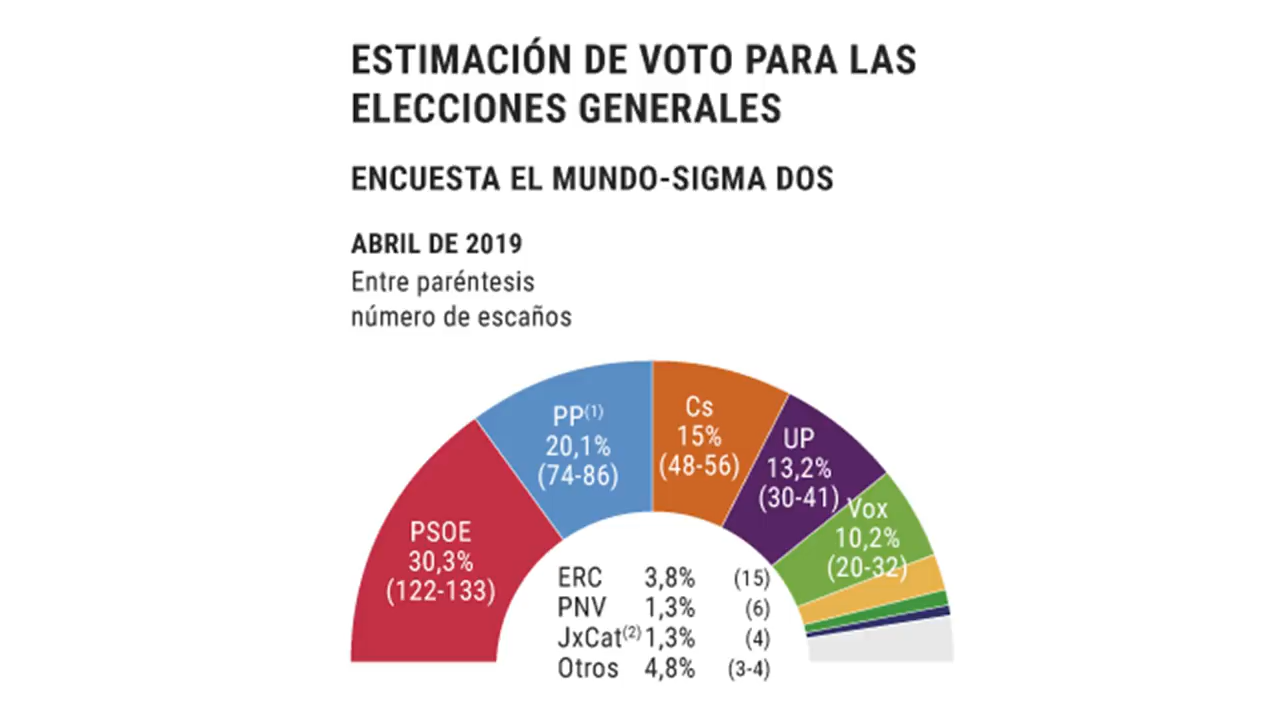 ESTIMACIÓN DE VOTO PARA LAS
ELECCIONES GENERALES
ENCUESTA EL MUNDO-SIGMA DOS
ABRIL DE 2019
Entre paréntesis
número de escaños
PSOE
30,3%
(122-133)
PP(1)
20,1%
(74-86)
Cs
15%
(48-56)
UP
13,2%
(30-41)
Vox
10,2%
(20-32)
ERC 3,8% (15)
PNV 1,3% (6)
JxCat(2) 1,3% (4)
Otros 4,8% (3-4)